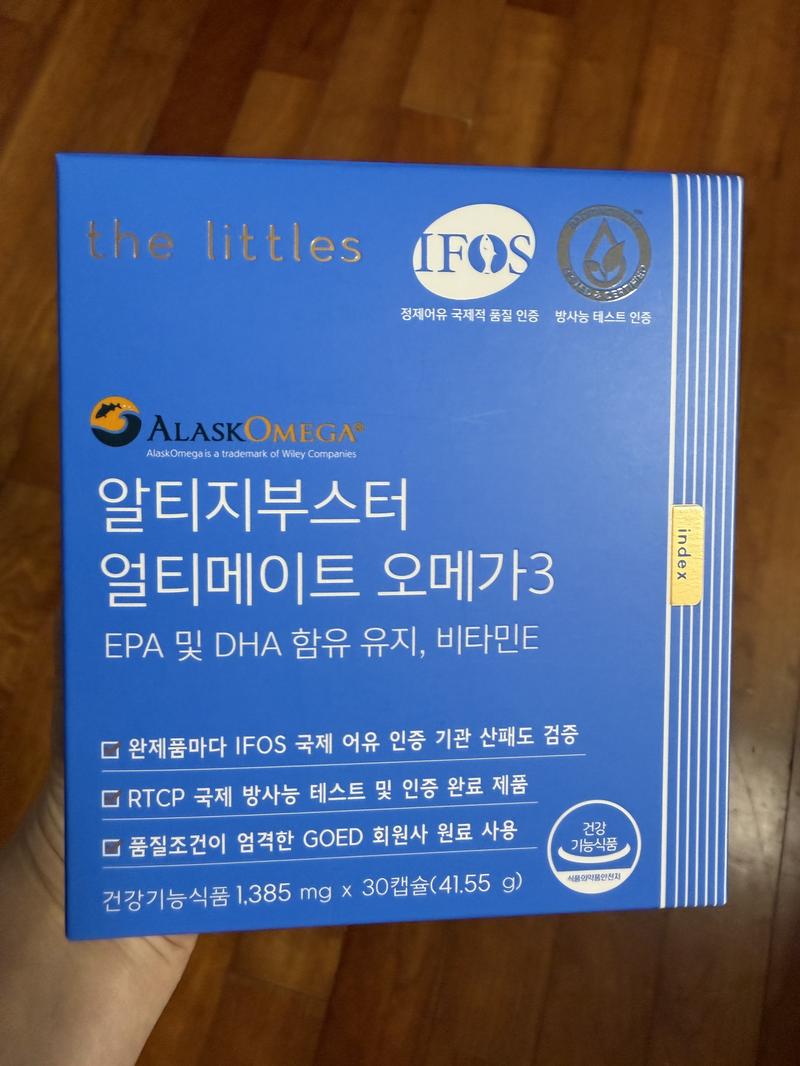 the littles
IFOS
정제어유 국제적 품질 인증
방사능 테스트 인증
ALASKOMEGA®
AlaskOmega is a trademark of Wiley Companies
알티지부스터
얼티메이트 오메가3
EPA 및 DHA 함유 유지, 비타민E
index
완제품마다 IFOS 국제 어유 인증 기관 산패도 검증
RTCP 국제 방사능 테스트 및 인증 완료 제품
품질조건이 엄격한 GOED 회원사 원료 사용
건강기능식품 1,385 mg x 30캡슐(41.55 g)
건강
기능식품
식품의약품안전처